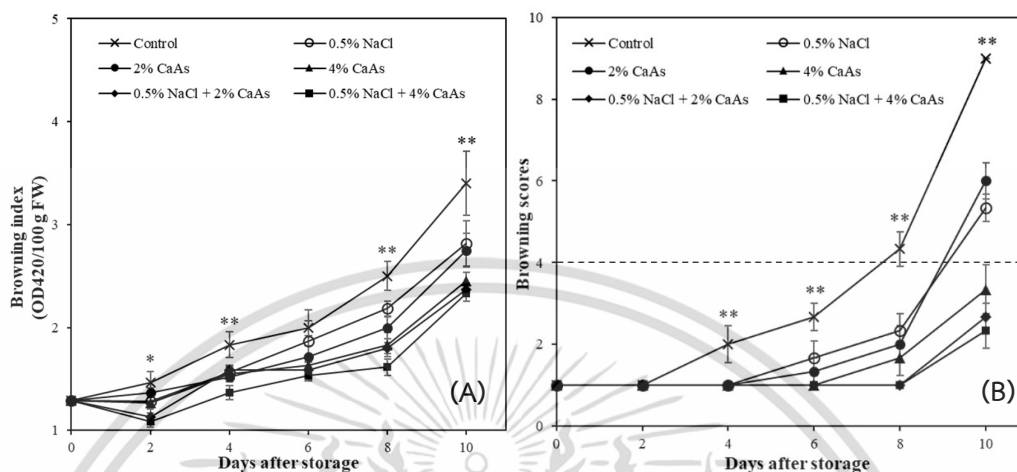 5
Control
0.5% NaCl
2% CaAs
4% CaAs
0.5% NaCl + 2% CaAs
0.5% NaCl + 4% CaAs
4
3
2
1
**
**
**
*
Browning index
(OD420/100 g FW)
(A)
0 2 4 6 8 10
Days after storage
10
Control
0.5% NaCl
2% CaAs
4% CaAs
0.5% NaCl + 2% CaAs
0.5% NaCl + 4% CaAs
8
6
4
2
0
**
**
**
**
Browning scores
(B)
0 2 4 6 8 10
Days after storage